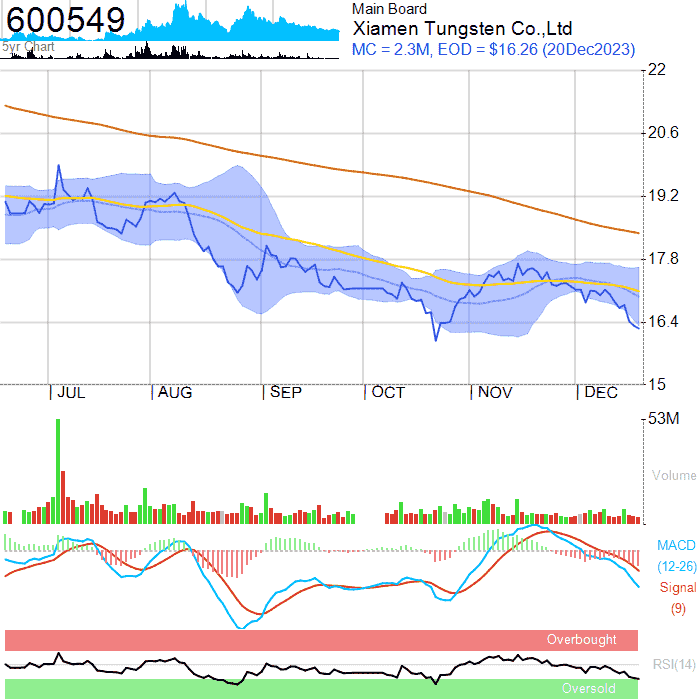 600549
5yr Chart
Main Board
Xiamen Tungsten Co.,Ltd
MC = 2.3M, EOD = $16.26 (20Dec2023)
22
20.6
19.2
17.8
16.4
15
JUL AUG SEP OCT NOV DEC
53M
Volume
MACD
(12-26)
Signal
(9)
Overbought
RSI(14)
Oversold